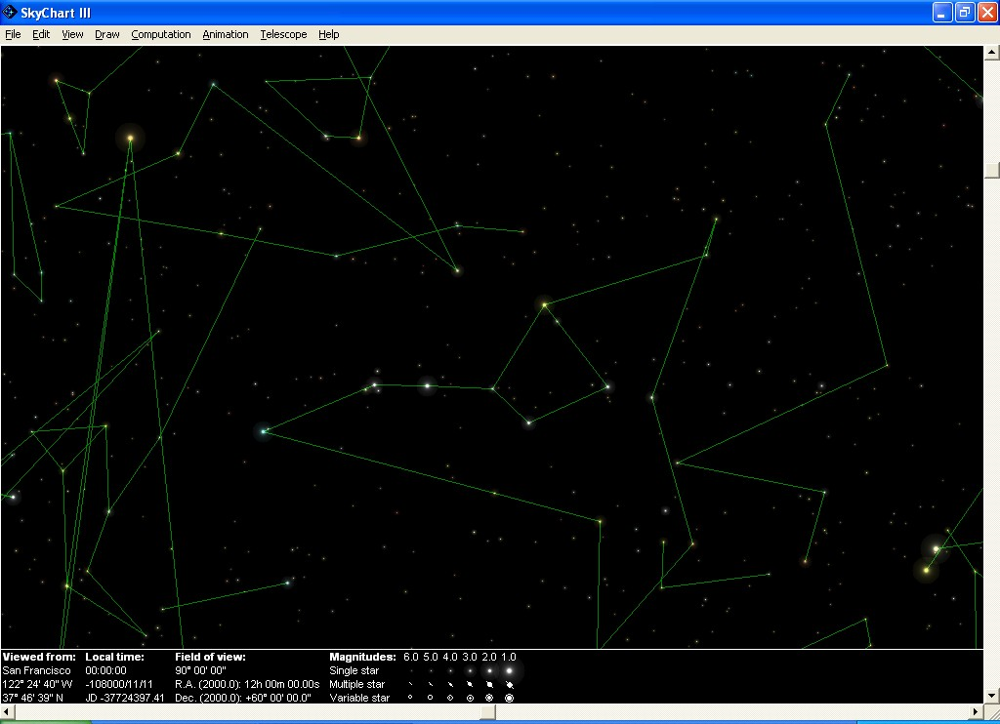 SkyChart III
File Edit View Draw Computation Animation Telescope Help
Viewed from: Local time: Field of view: Magnitudes: 6.0 5.0 4.0 3.0 2.0 1.0
San Francisco 00:00:00 90° 00' 00" Single star
122° 24' 40" W -108000/11/11 R.A. (2000.0): 12h 00m 00.00s Multiple star
37° 46' 39" N JD -37724397.41 Dec. (2000.0): +60° 00' 00.0" Variable star